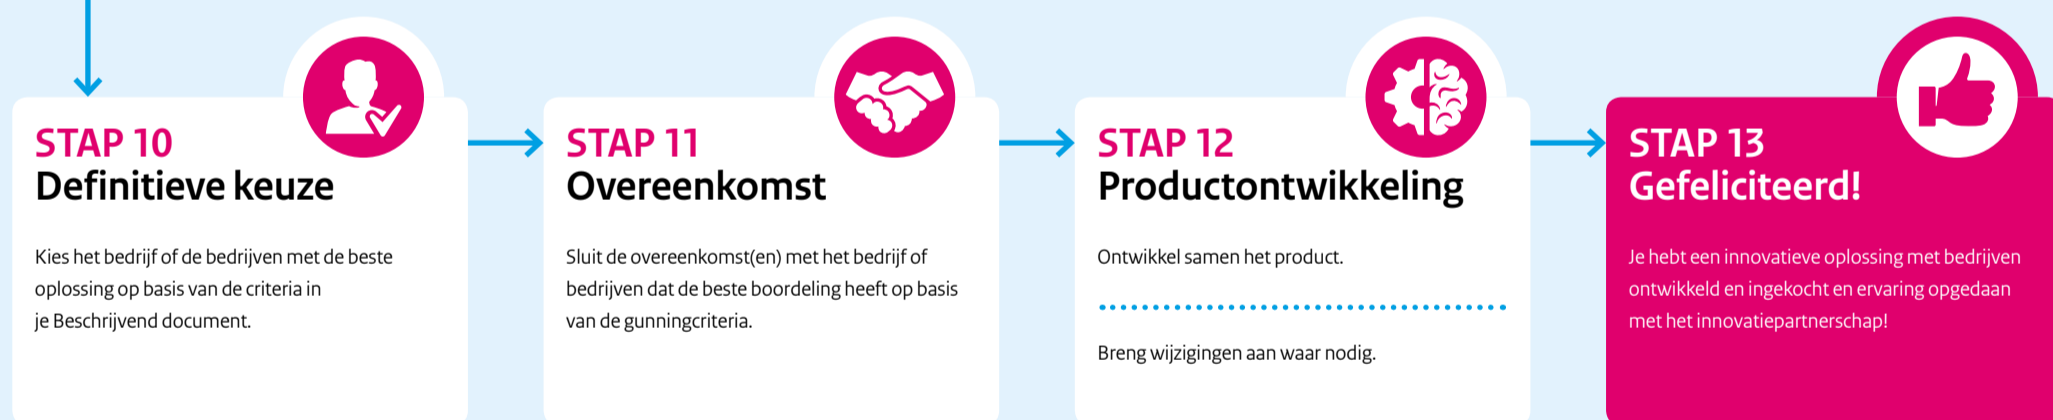 STAP 10
Definitieve keuze
Kies het bedrijf of de bedrijven met de beste
oplossing op basis van de criteria in
je Beschrijvend document.
STAP 11
Overeenkomst
Sluit de overeenkomst(en) met het bedrijf of
bedrijven dat de beste boordeling heeft op basis
van de gunningcriteria.
STAP 12
Productontwikkeling
Ontwikkel samen het product.
Breng wijzigingen aan waar nodig.
STAP 13
Gefeliciteerd!
Je hebt een innovatieve oplossing met bedrijven
ontwikkeld en ingekocht en ervaring opgedaan
met het innovatiepartnerschap!